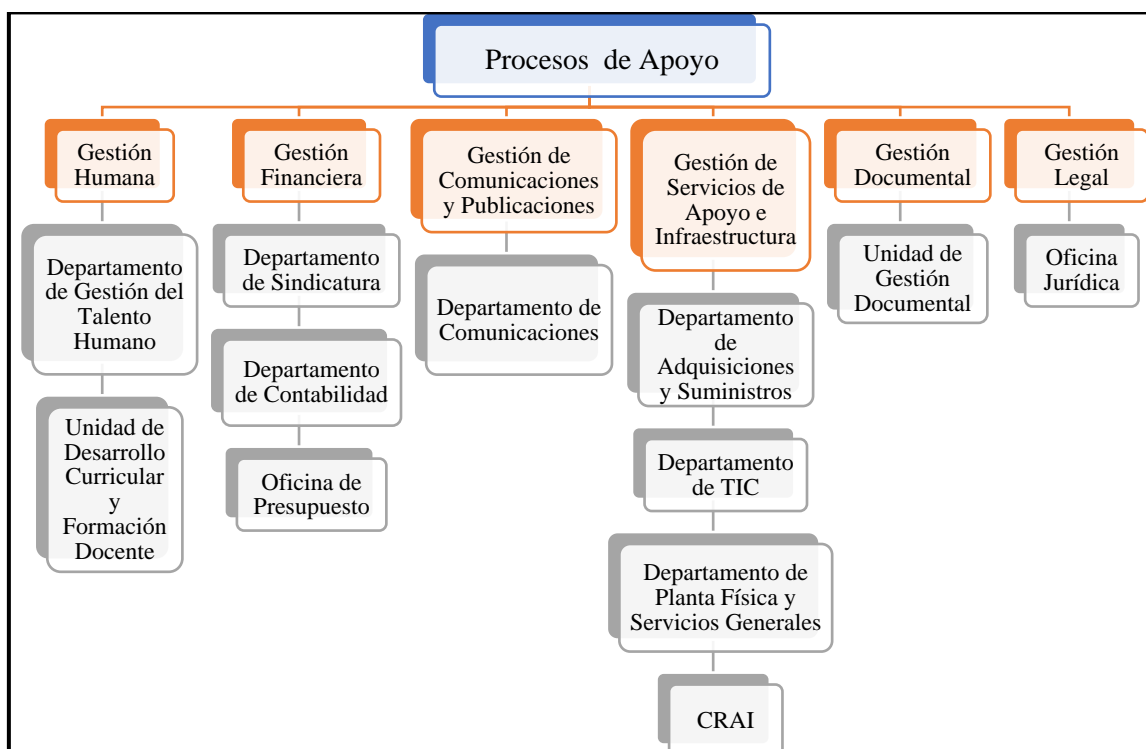 Procesos de Apoyo
Gestión
Humana
Departamento
de Gestión del
Talento
Humano
Unidad de
Desarrollo
Curricular
y
Formación
Docente
Gestión
Financiera
Departamento
de Sindicatura
Departamento
de Contabilidad
Oficina de
Presupuesto
Gestión de
Comunicaciones
y Publicaciones
Departamento de
Comunicaciones
Gestión de
Servicios de
Apoyo e
Infraestructura
Departamento
de
Adquisiciones
y Suministros
Departamento
de TIC
Departamento de
Planta Física y
Servicios Generales
CRAI
Gestión
Documental
Unidad de
Gestión
Documental
Gestión
Legal
Oficina
Jurídica